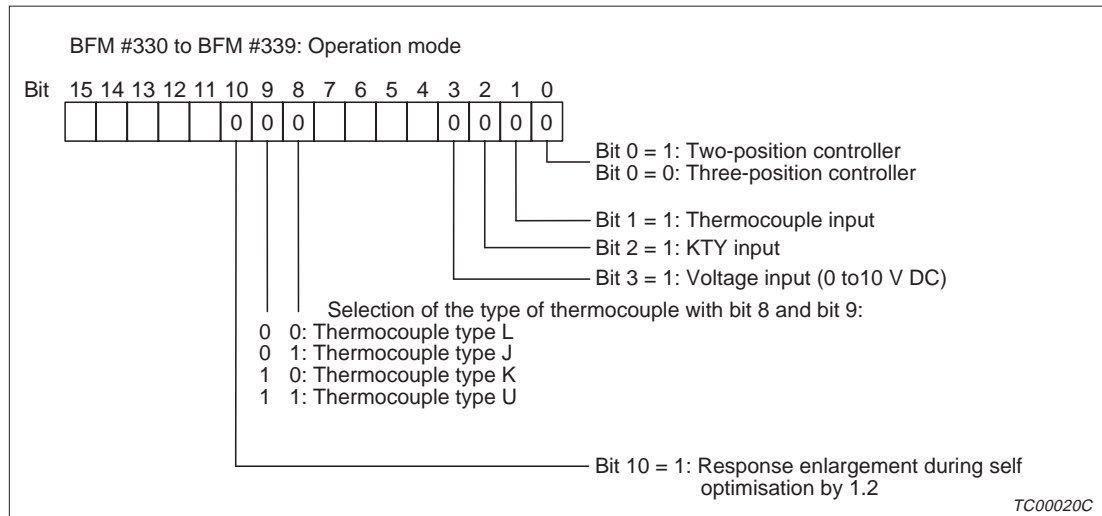 BFM #330 to BFM #339: Operation mode
Bit 15 14 13 12 11 10 9 8 7 6 5 4 3 2 1 0
0 0 0 0 0 0 0
Bit 0 = 1: Two-position controller
Bit 0 = 0: Three-position controller
Bit 1 = 1: Thermocouple input
Bit 2 = 1: KTY input
Bit 3 = 1: Voltage input (0 to10 V DC)
Selection of the type of thermocouple with bit 8 and bit 9:
0 0: Thermocouple type L
0 1: Thermocouple type J
1 0: Thermocouple type K
1 1: Thermocouple type U
Bit 10 = 1: Response enlargement during self
optimisation by 1.2
TC00020C